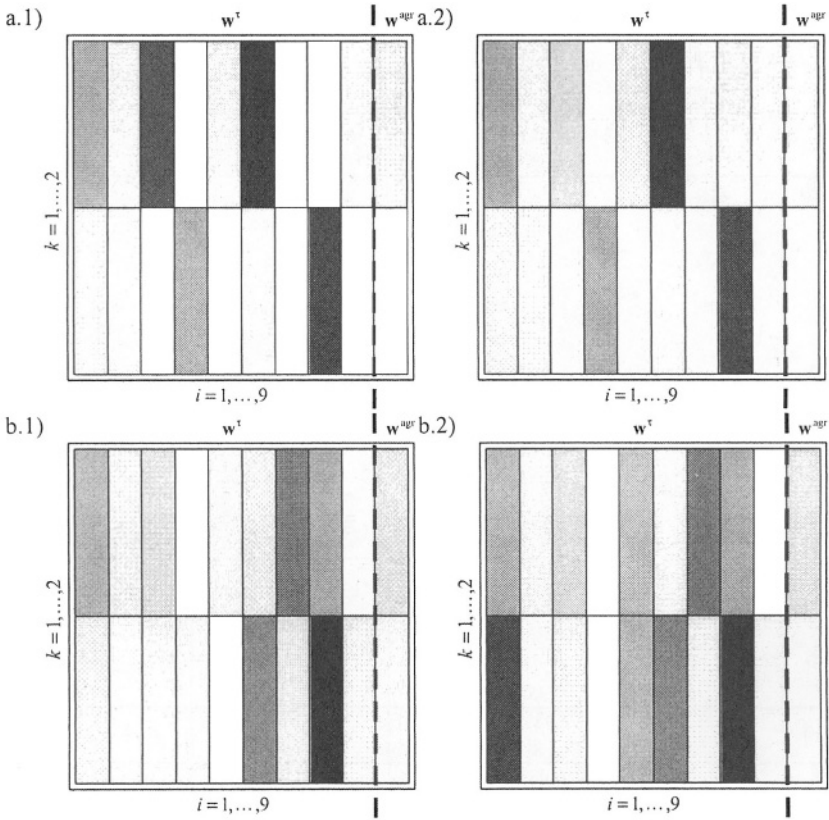 a.1) w^τ w^agr a.2) w^τ w^agr
k = 1,…,2 k = 1,…,2
i = 1,…,9 i = 1,…,9
b.1) w^τ w^agr b.2) w^τ w^agr
k = 1,…,2 k = 1,…,2
i = 1,…,9 i = 1,…,9